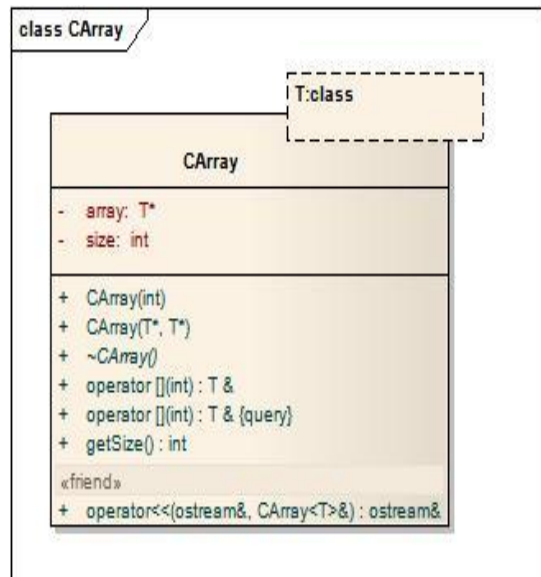 class CArray
T:class
CArray
- array: T*
- size: int
+ CArray(int)
+ CArray(T*, T*)
+ ~CArray()
+ operator [](int) : T &
+ operator [](int) : T & {query}
+ getSize() : int
«friend»
+ operator<<(ostream&, CArray<T>&) : ostream&